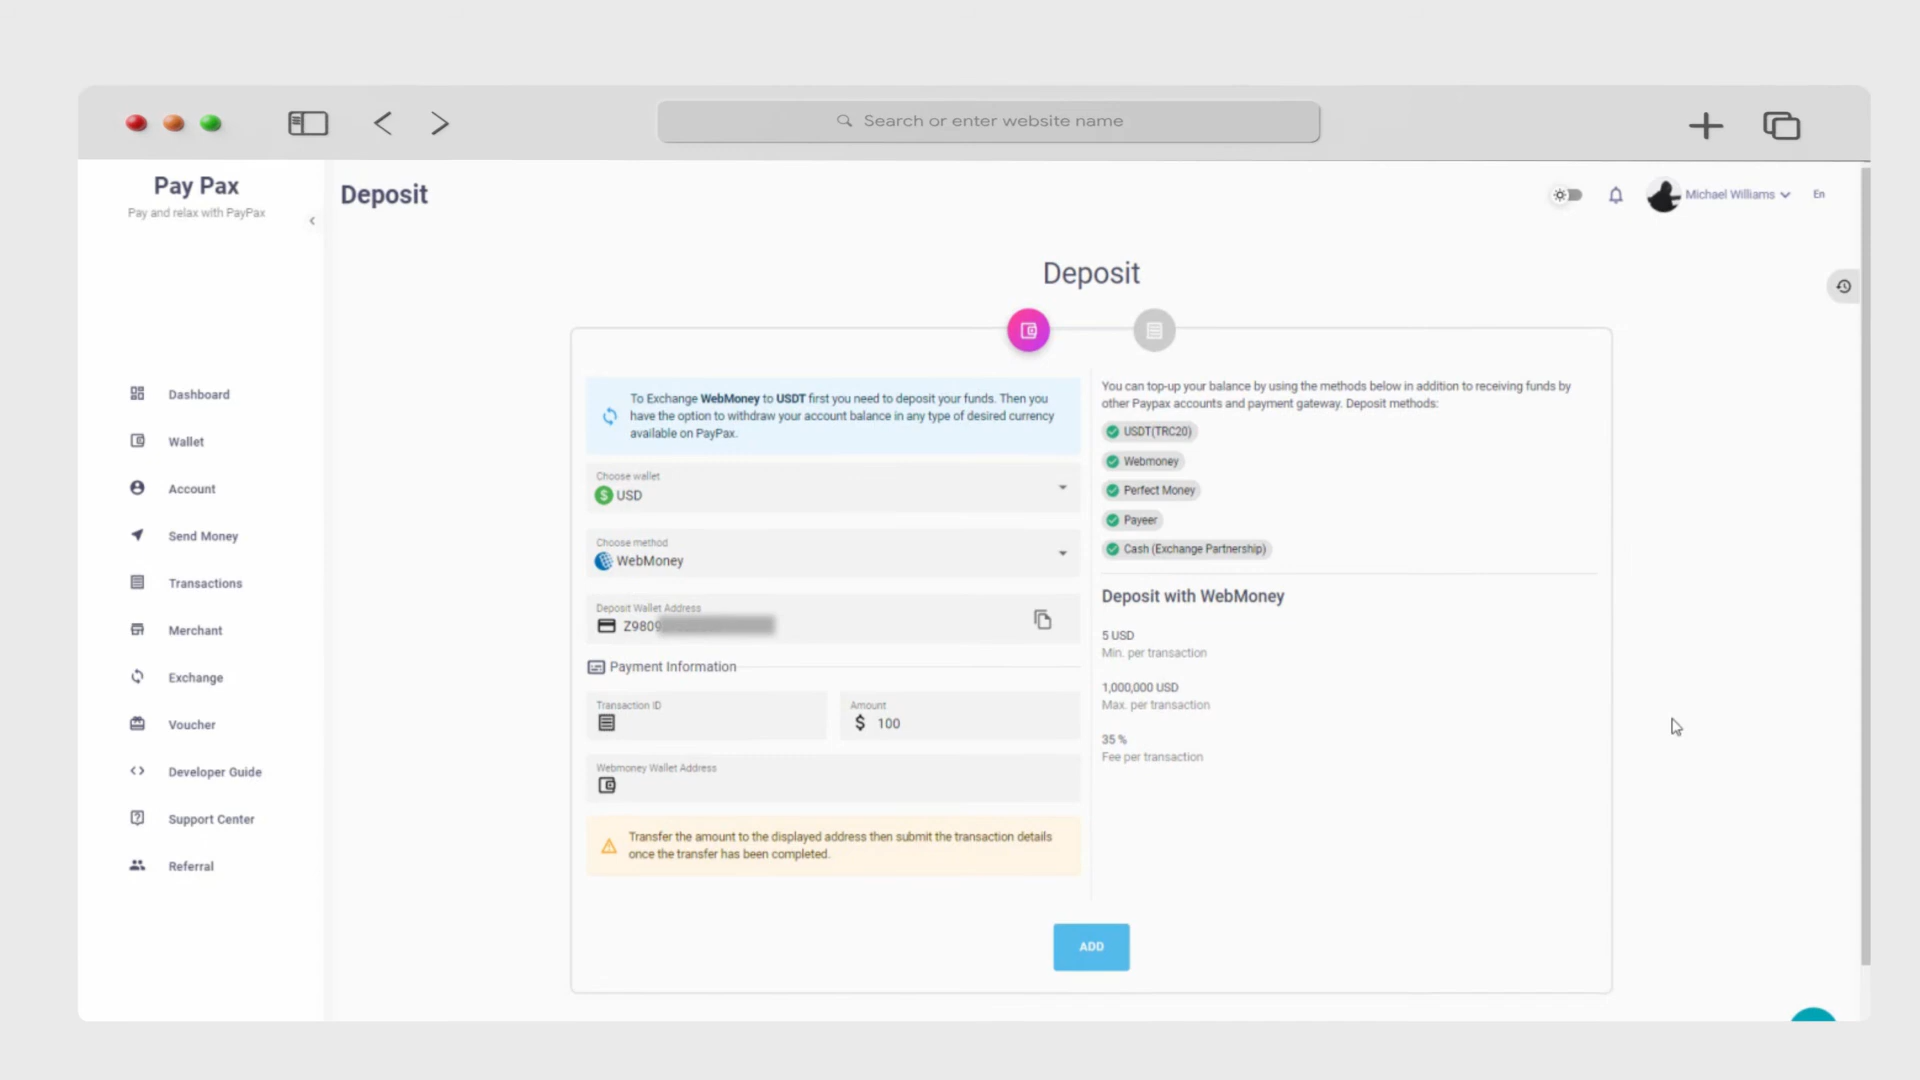 Search or enter website name
Pay Pax
Pay and relax with PayPax
Deposit
Michael Williams
En
Dashboard
Wallet
Account
Send Money
Transactions
Merchant
Exchange
Voucher
Developer Guide
Support Center
Referral
Deposit
To Exchange WebMoney to USDT first you need to deposit your funds. Then you
have the option to withdraw your account balance in any type of desired currency
available on PayPax.
Choose wallet
USD
Choose method
WebMoney
Deposit Wallet Address
Z9809
Payment Information
Transaction ID
Amount
$ 100
Webmoney Wallet Address
Transfer the amount to the displayed address then submit the transaction details
once the transfer has been completed.
You can top-up your balance by using the methods below in addition to receiving funds by
other Paypax accounts and payment gateway. Deposit methods:
USDT(TRC20)
Webmoney
Perfect Money
Payeer
Cash (Exchange Partnership)
Deposit with WebMoney
5 USD
Min. per transaction
1,000,000 USD
Max. per transaction
35 %
Fee per transaction
ADD